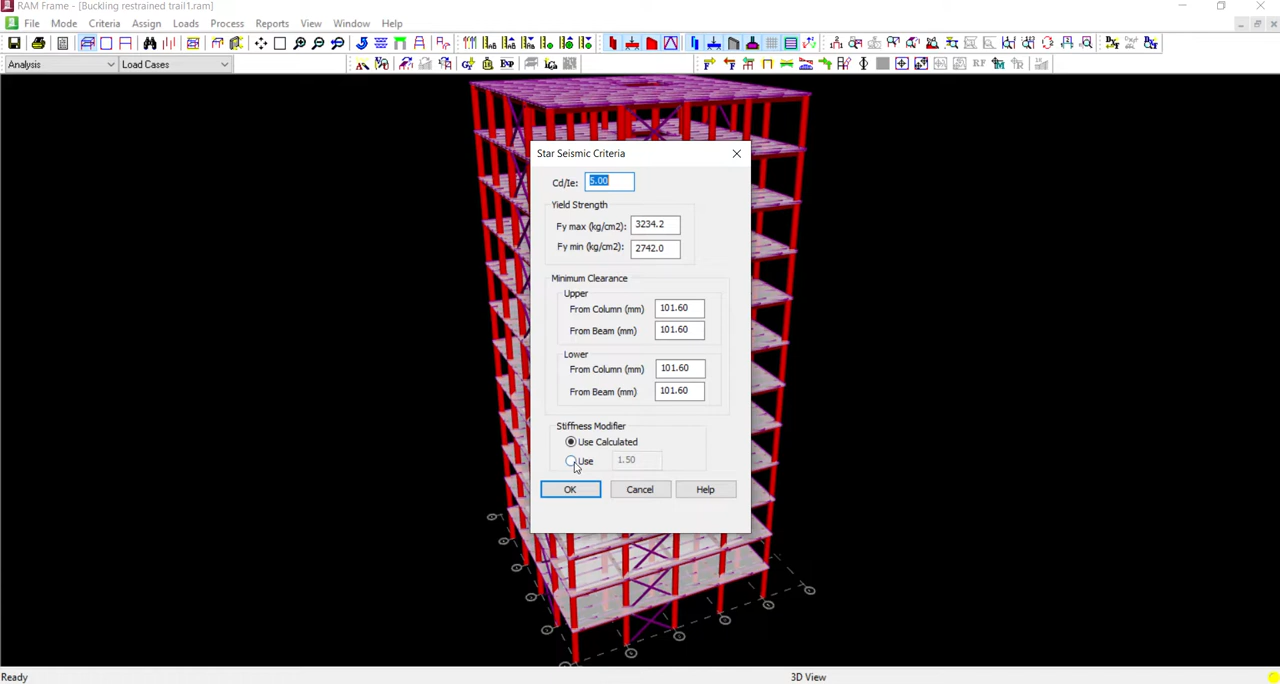 RAM Frame - [Buckling restrained trail1.ram]
File Mode Criteria Assign Loads Process Reports View Window Help
Analysis Load Cases
Star Seismic Criteria
Cd/Ie: 5.00
Yield Strength
Fy max (kg/cm2): 3234.2
Fy min (kg/cm2): 2742.0
Minimum Clearance
Upper
From Column (mm) 101.60
From Beam (mm) 101.60
Lower
From Column (mm) 101.60
From Beam (mm) 101.60
Stiffness Modifier
Use Calculated
Use 1.50
OK Cancel Help
Ready 3D View